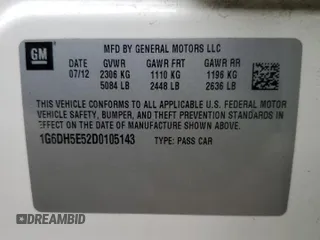 GM
MFD BY GENERAL MOTORS LLC
DATE GVWR GAWR FRT GAWR RR
07/12 2306 KG 1110 KG 1196 KG
5084 LB 2448 LB 2636 LB
THIS VEHICLE CONFORMS TO ALL APPLICABLE U.S. FEDERAL MOTOR
VEHICLE SAFETY, BUMPER, AND THEFT PREVENTION STANDARDS IN
EFFECT ON THE DATE OF MANUFACTURE SHOWN ABOVE.
1G6DH5E52D0105143 TYPE: PASS CAR
DREAMBID